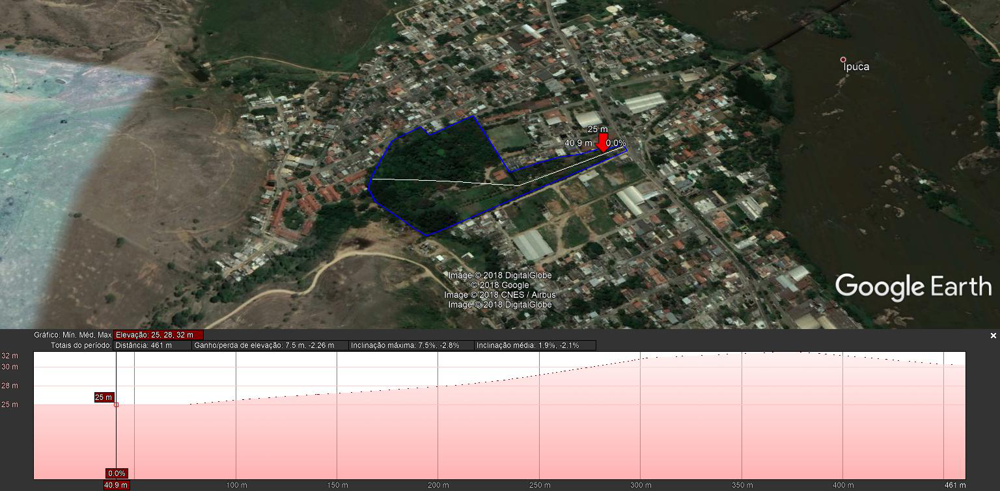 Ipuca
25 m
40.9 m 0.0%
Image © 2018 DigitalGlobe
© 2018 Google
Image © 2018 CNES / Airbus
Image © 2018 DigitalGlobe
Google Earth
Gráfico: Mín, Méd, Max Elevação: 25, 28, 32 m
Totais do período: Distância: 461 m Ganho/perda de elevação: 7.5 m, -2.26 m Inclinação máxima: 7.5%, -2.8% Inclinação média: 1.9%, -2.1%
32 m
30 m
28 m
25 m
25 m
0.0%
40.9 m 100 m 150 m 200 m 250 m 300 m 350 m 400 m 461 m